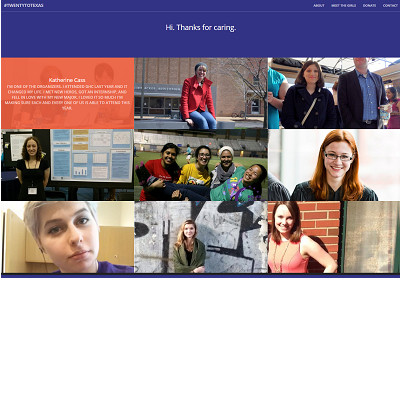 #TWENTYTOTEXAS
ABOUT MEET THE GIRLS DONATE CONTACT
Hi. Thanks for caring.
Katherine Cass
I'M ONE OF THE ORGANIZERS. I ATTENDED GHC LAST YEAR AND IT
CHANGED MY LIFE. I MET NEW HEROES, GOT AN INTERNSHIP, AND
FELL IN LOVE WITH MY NEW MAJOR. I LOVED IT SO MUCH I'M
MAKING SURE EACH AND EVERY ONE OF US IS ABLE TO ATTEND THIS
YEAR.